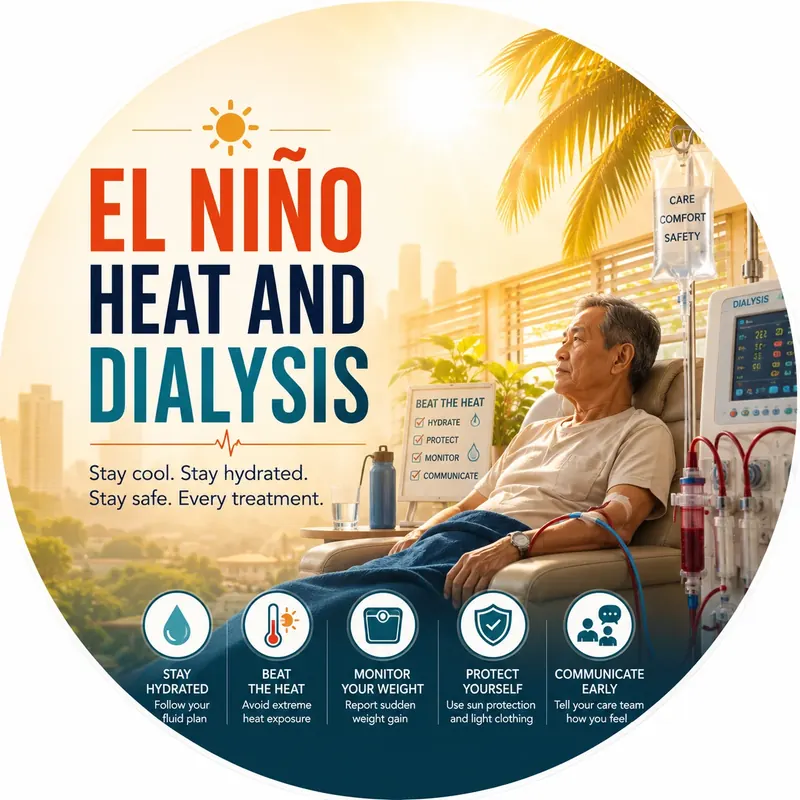 EL NIÑO
HEAT AND
DIALYSIS
Stay cool. Stay hydrated.
Stay safe. Every treatment.
CARE
COMFORT
SAFETY
DIALYSIS
BEAT THE HEAT
HYDRATE
PROTECT
MONITOR
COMMUNICATE
STAY
HYDRATED
Follow your
fluid plan
BEAT
THE HEAT
Avoid extreme
heat exposure
MONITOR
YOUR WEIGHT
Report sudden
weight gain
PROTECT
YOURSELF
Use sun protection
and light clothing
COMMUNICATE
EARLY
Tell your care team
how you feel